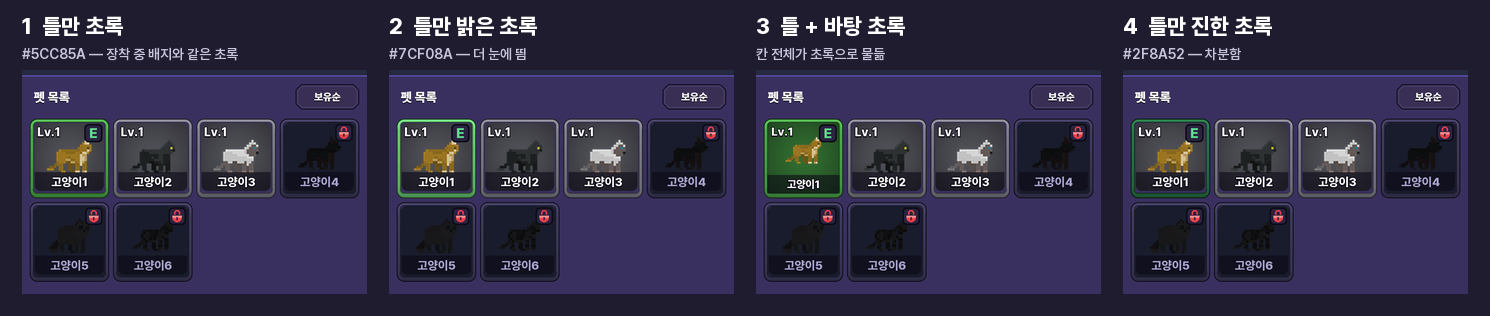 1 틀만 초록
#5CC85A — 장착 중 배지와 같은 초록
펫 목록
보유순
Lv.1
E
Lv.1
Lv.1
고양이1
고양이2
고양이3
고양이4
고양이5
고양이6
2 틀만 밝은 초록
#7CF08A — 더 눈에 띔
펫 목록
보유순
Lv.1
E
Lv.1
Lv.1
고양이1
고양이2
고양이3
고양이4
고양이5
고양이6
3 틀 + 바탕 초록
칸 전체가 초록으로 물듦
펫 목록
보유순
Lv.1
E
Lv.1
Lv.1
고양이1
고양이2
고양이3
고양이4
고양이5
고양이6
4 틀만 진한 초록
#2F8A52 — 차분함
펫 목록
보유순
Lv.1
E
Lv.1
Lv.1
고양이1
고양이2
고양이3
고양이4
고양이5
고양이6